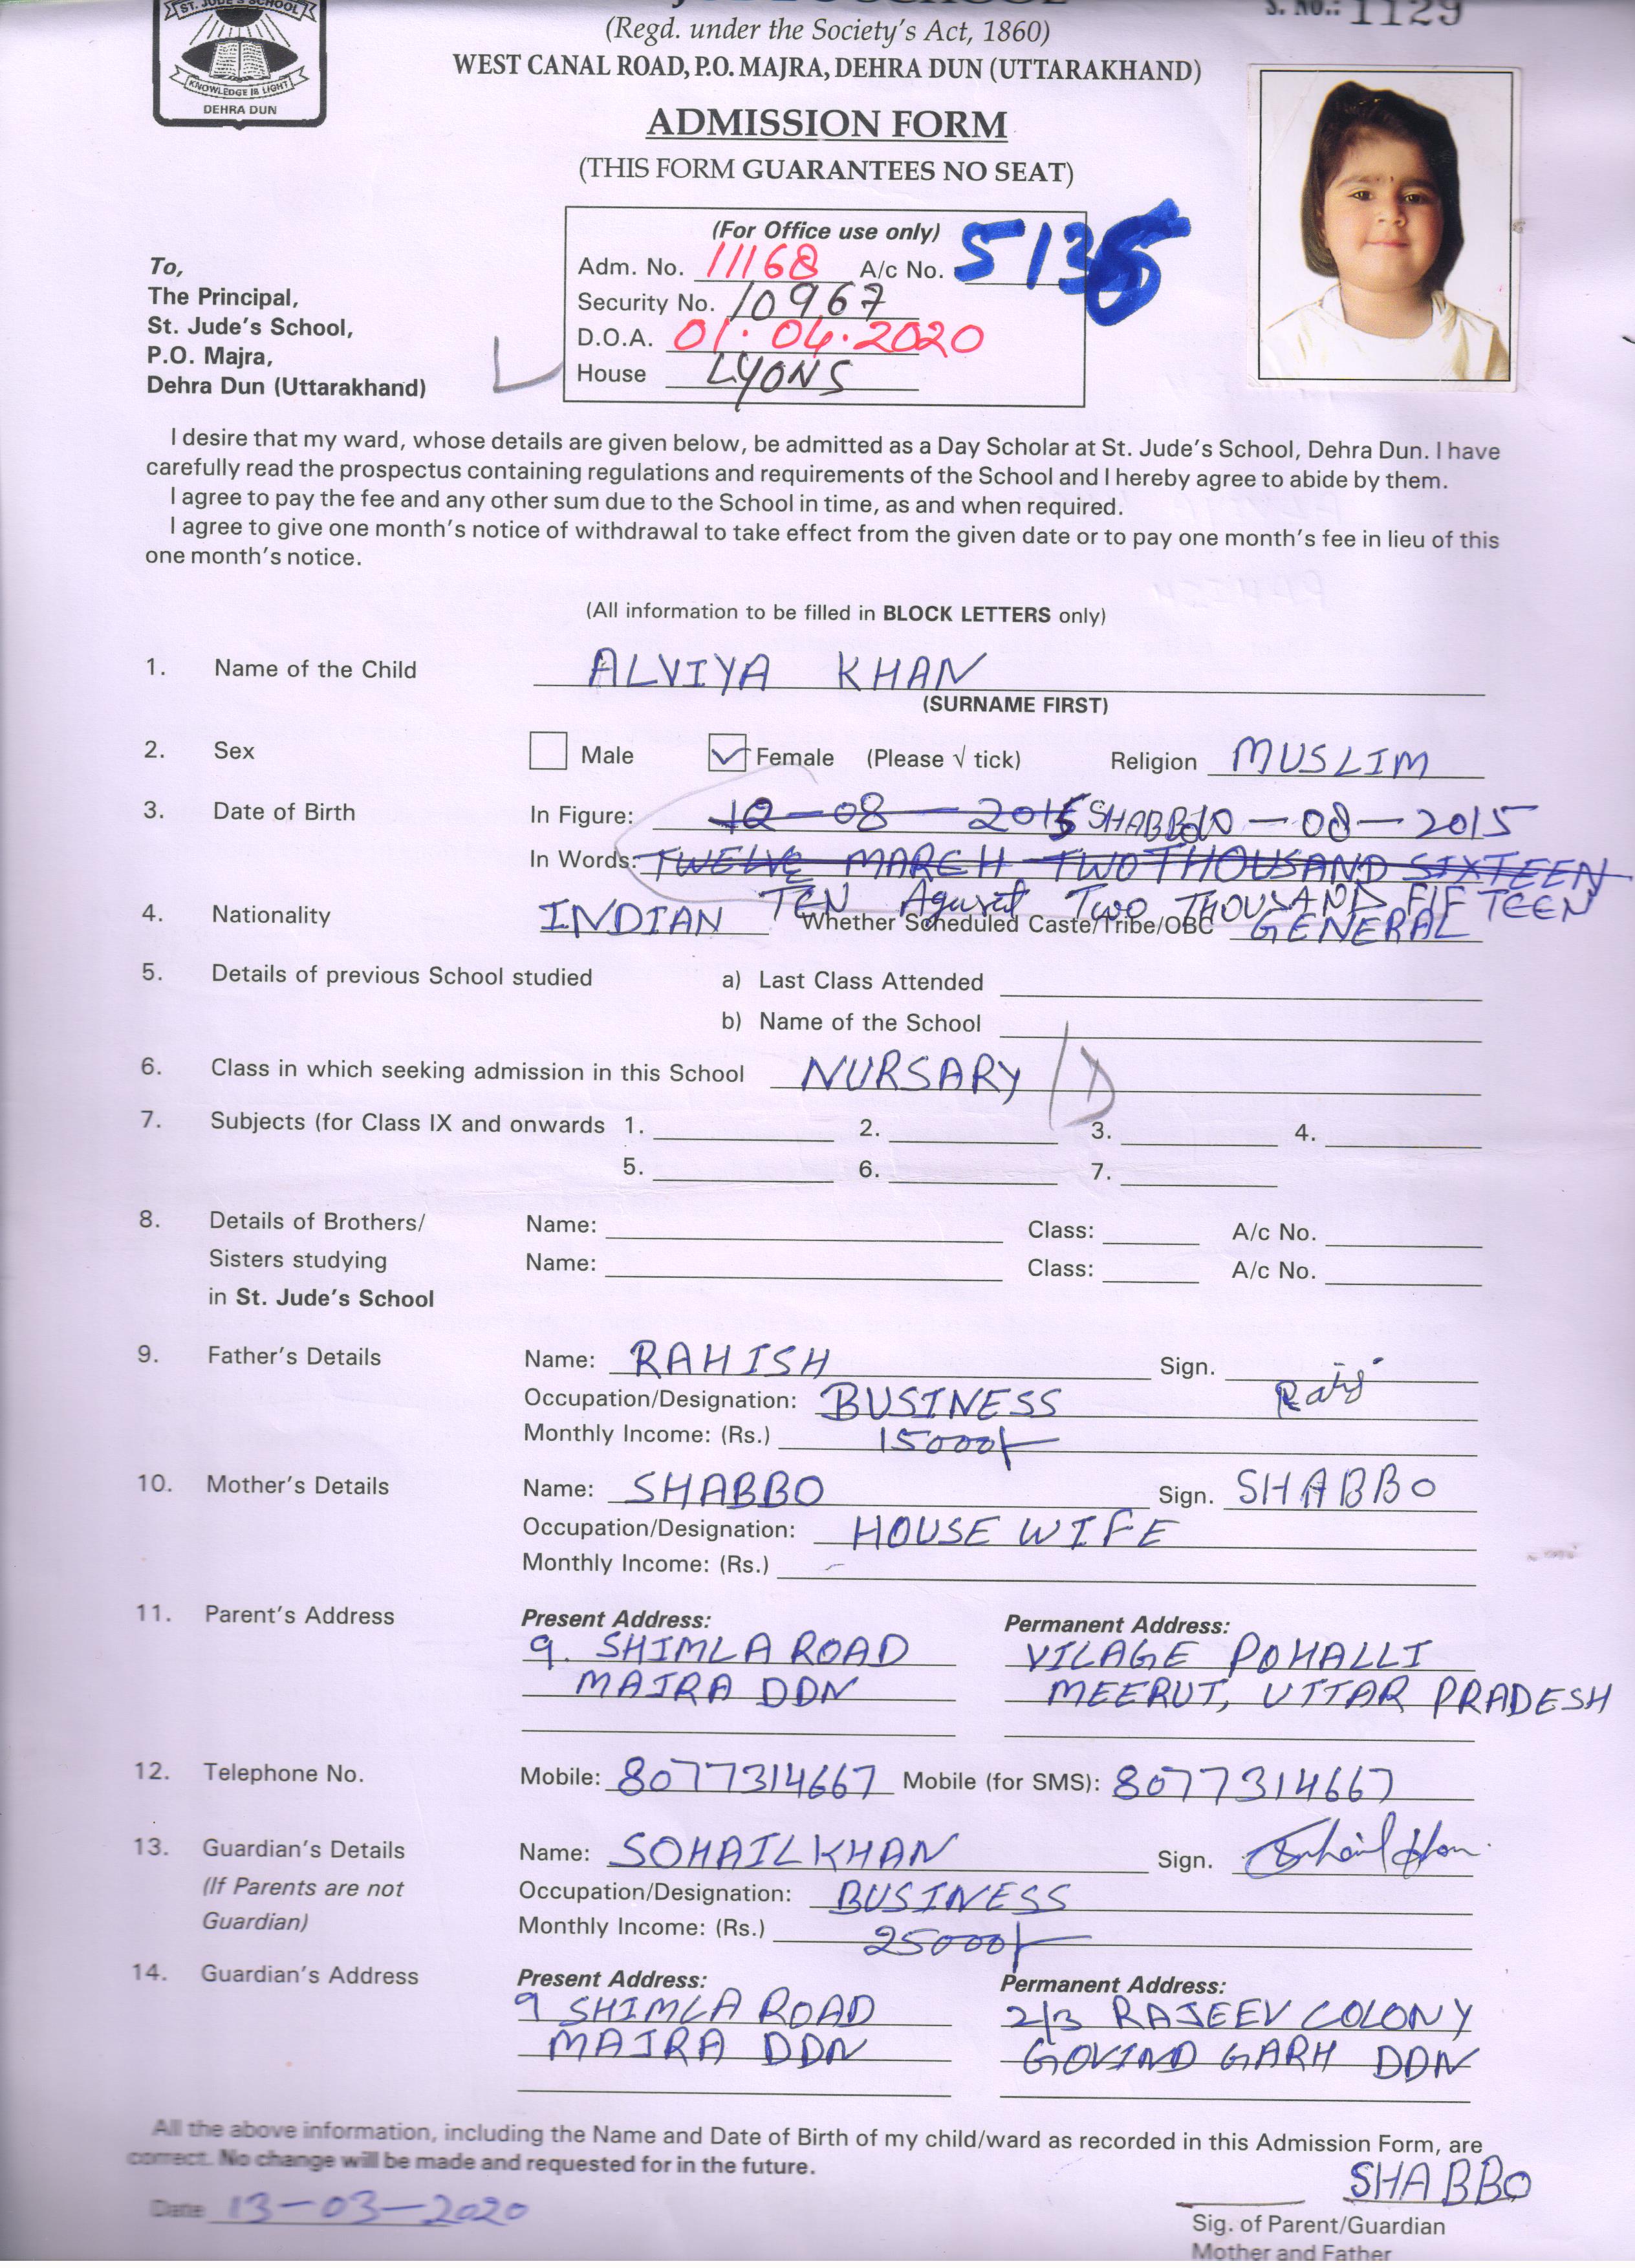 ST. JUDE'S SCHOOL
KNOWLEDGE IS LIGHT
DEHRA DUN
S. No.: 1129
(Regd. under the Society's Act, 1860)
WEST CANAL ROAD, P.O. MAJRA, DEHRA DUN (UTTARAKHAND)
ADMISSION FORM
(THIS FORM GUARANTEES NO SEAT)
(For Office use only)
Adm. No. 11168 A/c No. 513
Security No. 10967
D.O.A. 01.04.2020
House LYONS
To,
The Principal,
St. Jude's School,
P.O. Majra,
Dehra Dun (Uttarakhand)
I desire that my ward, whose details are given below, be admitted as a Day Scholar at St. Jude's School, Dehra Dun. I have
carefully read the prospectus containing regulations and requirements of the School and I hereby agree to abide by them.
I agree to pay the fee and any other sum due to the School in time, as and when required.
I agree to give one month's notice of withdrawal to take effect from the given date or to pay one month's fee in lieu of this
one month's notice.
(All information to be filled in BLOCK LETTERS only)
1. Name of the Child ALVIYA KHAN
(SURNAME FIRST)
2. Sex Male Female (Please √ tick) Religion MUSLIM
3. Date of Birth In Figure: 12-08-2015 SHABBO 10-08-2015
In Words: TWELVE MARCH TWO THOUSAND SIXTEEN
TEN Agust Two THOUSAND FIFTEEN
4. Nationality INDIAN Whether Scheduled Caste/Tribe/OBC GENERAL
5. Details of previous School studied a) Last Class Attended
b) Name of the School
6. Class in which seeking admission in this School NURSARY / D
7. Subjects (for Class IX and onwards 1. 2. 3. 4.
5. 6. 7.
8. Details of Brothers/ Name: Class: A/c No.
Sisters studying Name: Class: A/c No.
in St. Jude's School
9. Father's Details Name: RAHISH Sign. Rais
Occupation/Designation: BUSINESS
Monthly Income: (Rs.) 15000/-
10. Mother's Details Name: SHABBO Sign. SHABBO
Occupation/Designation: HOUSE WIFE
Monthly Income: (Rs.) -
11. Parent's Address Present Address: Permanent Address:
9. SHIMLA ROAD VILAGE POHALLI
MAJRA DDN MEERUT, UTTAR PRADESH
12. Telephone No. Mobile: 8077314667 Mobile (for SMS): 8077314667
13. Guardian's Details Name: SOHAIL KHAN Sign. Sohail Khan
(If Parents are not Occupation/Designation: BUSINESS
Guardian) Monthly Income: (Rs.) 25000/-
14. Guardian's Address Present Address: Permanent Address:
9 SHIMLA ROAD 2/3 RAJEEV COLONY
MAJRA DDN GOVIND GARH DDN
All the above information, including the Name and Date of Birth of my child/ward as recorded in this Admission Form, are
correct. No change will be made and requested for in the future.
SHABBO
Date 13-03-2020
Sig. of Parent/Guardian
Mother and Father